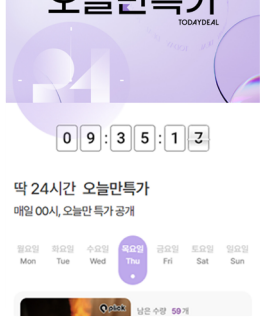 오늘만특가
TODAYDEAL
09:35:1
딱 24시간 오늘만특가
매일 00시, 오늘만 특가 공개
월요일 화요일 수요일 목요일 금요일 토요일 일요일
Mon Tue Wed Thu Fri Sat Sun
pick 남은 수량 59개